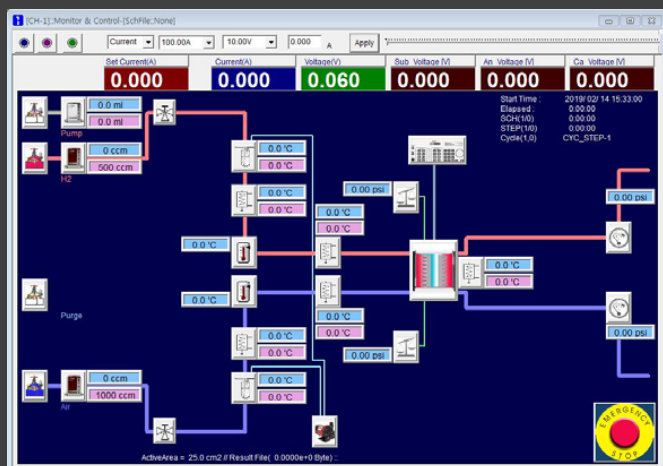 [CH-1]::Monitor & Control-[SchFile::None]
Current 100.00A 10.00V 0.000 A Apply
Set Current(A) Current(A) Voltage(V) Sub Voltage [V] An Voltage [V] Ca Voltage [V]
0.000 0.000 0.060 0.000 0.000 0.000
Start Time : 2019/ 02/ 14 15:33:00
Elapsed : 0:00:00
SCH(1/0) 0:00:00
STEP(1/0) 0:00:00
Cycle(1,0) CYC_STEP-1
0.0 ml
0.0 ml
Pump
0 ccm
500 ccm
H2
0.0 'C
0.0 'C
0.0 'C
0.0 'C
0.00 psi
0.00 psi
0.0 'C
0.0 'C
0.0 'C
0.0 'C
0.0 'C
0.0 'C
Purge
0.0 'C
0.0 'C
0.00 psi
0.0 'C
0.0 'C
0.00 psi
0 ccm
1000 ccm
Air
0.0 'C
0.0 'C
EMERGENCY
STOP
ActiveArea = 25.0 cm2 // Result File( 0.0000e+0 Byte) ::